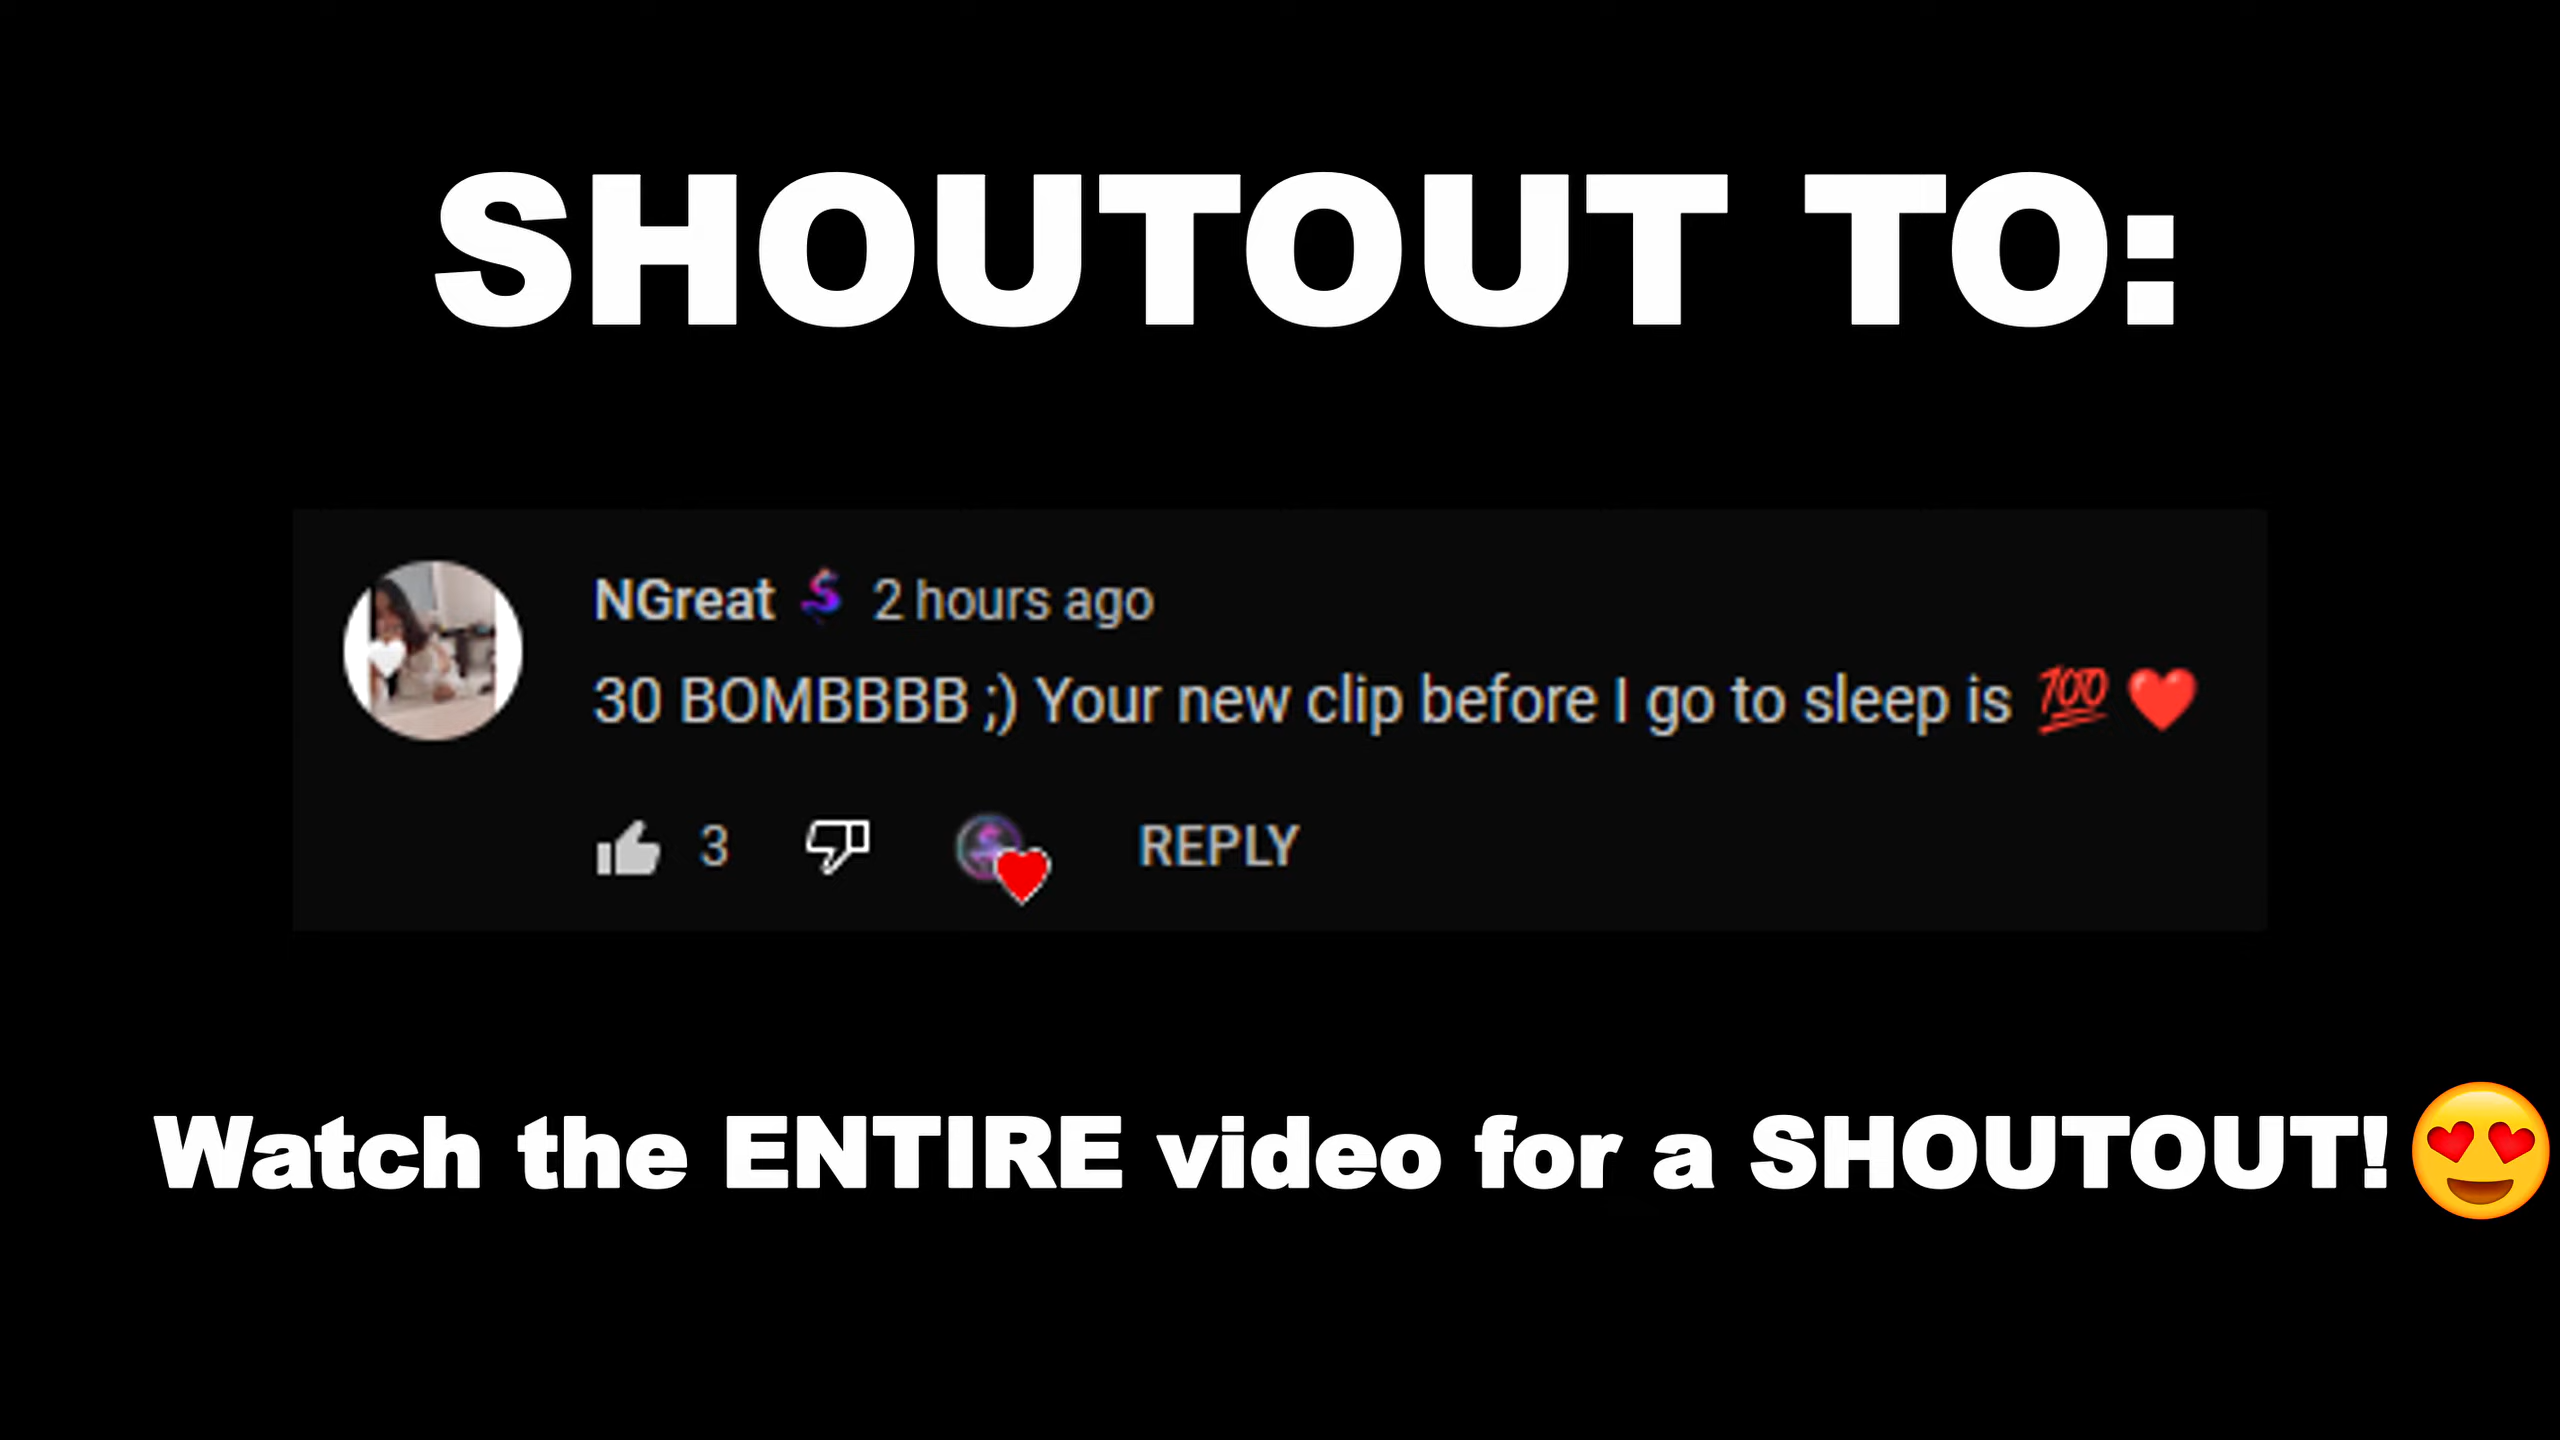 SHOUTOUT TO:
NGreat 2 hours ago
30 BOMBBBB ;) Your new clip before I go to sleep is 💯❤️
3 REPLY
Watch the ENTIRE video for a SHOUTOUT!😍